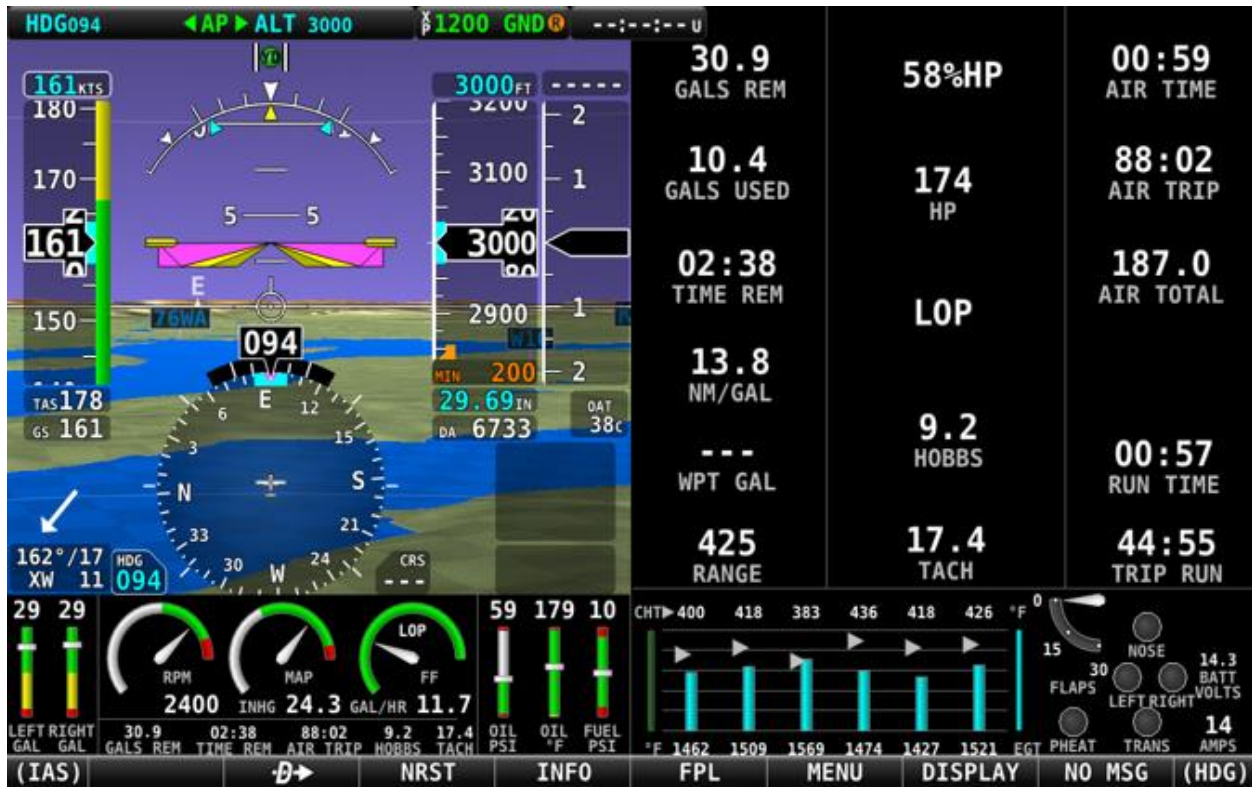 HDG094 AP ALT 3000 XP 1200 GND R --:--:-- U
161KTS
180
170
161
150
TAS178
GS 161
5 5
E
76WA
094
3000FT -----
3200
3100
3000
2900
MIN 200
29.69IN
DA 6733
2
1
1
2
OAT
38C
3 6 E 12 15 S 21 24 W 30 33 N
162°/17
XW 11
HDG
094
CRS
---
30.9
GALS REM
10.4
GALS USED
02:38
TIME REM
13.8
NM/GAL
---
WPT GAL
425
RANGE
58%HP
174
HP
LOP
9.2
HOBBS
17.4
TACH
00:59
AIR TIME
88:02
AIR TRIP
187.0
AIR TOTAL
00:57
RUN TIME
44:55
TRIP RUN
29 29
LEFT RIGHT
GAL GAL
RPM
2400
MAP
INHG 24.3
LOP
FF
GAL/HR 11.7
30.9 02:38 88:02 9.2 17.4
GALS REM TIME REM AIR TRIP HOBBS TACH
59 179 10
OIL OIL FUEL
PSI °F PSI
CHT 400 418 383 436 418 426 °F
°F 1462 1509 1569 1474 1427 1521 EGT
0
15
30
FLAPS
NOSE
LEFT RIGHT
PHEAT TRANS
14.3
BATT
VOLTS
14
AMPS
(IAS) D NRST INFO FPL MENU DISPLAY NO MSG (HDG)